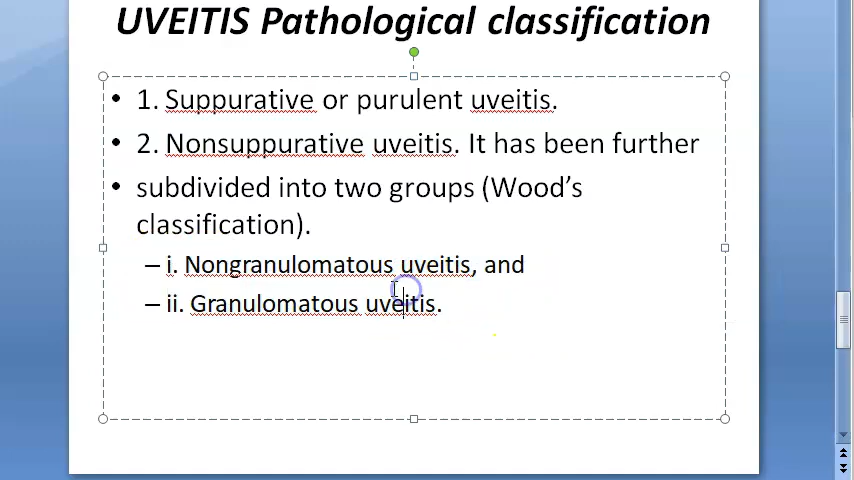 UVEITIS Pathological classification
• 1. Suppurative or purulent uveitis.
• 2. Nonsuppurative uveitis. It has been further
• subdivided into two groups (Wood's
classification).
– i. Nongranulomatous uveitis, and
– ii. Granulomatous uveitis.